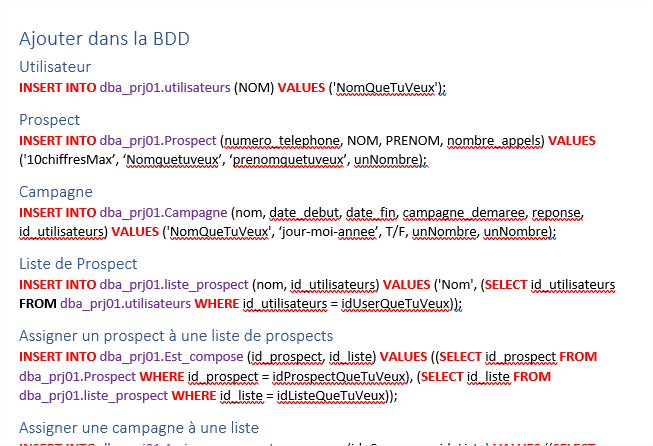 Ajouter dans la BDD
Utilisateur
INSERT INTO dba_prj01.utilisateurs (NOM) VALUES ('NomQueTuVeux');
Prospect
INSERT INTO dba_prj01.Prospect (numero_telephone, NOM, PRENOM, nombre_appels) VALUES
('10chiffresMax’, ‘Nomquetuveux’, ‘prenomquetuveux’, unNombre);
Campagne
INSERT INTO dba_prj01.Campagne (nom, date_debut, date_fin, campagne_demaree, reponse,
id_utilisateurs) VALUES ('NomQueTuVeux', ‘jour-moi-annee’, T/F, unNombre, unNombre);
Liste de Prospect
INSERT INTO dba_prj01.liste_prospect (nom, id_utilisateurs) VALUES ('Nom', (SELECT id_utilisateurs
FROM dba_prj01.utilisateurs WHERE id_utilisateurs = idUserQueTuVeux));
Assigner un prospect à une liste de prospects
INSERT INTO dba_prj01.Est_compose (id_prospect, id_liste) VALUES ((SELECT id_prospect FROM
dba_prj01.Prospect WHERE id_prospect = idProspectQueTuVeux), (SELECT id_liste FROM
dba_prj01.liste_prospect WHERE id_liste = idListeQueTuVeux));
Assigner une campagne à une liste